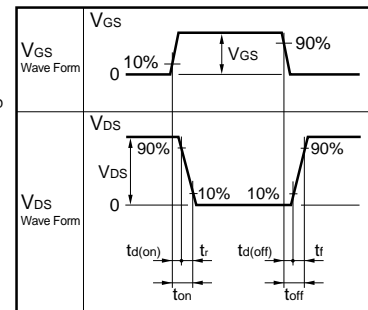 VGS
Wave Form
VGS
10%
0
VGS
90%
VDS
Wave Form
VDS
90%
VDS
0
10%
10%
90%
td(on)
tr
td(off)
tf
ton
toff